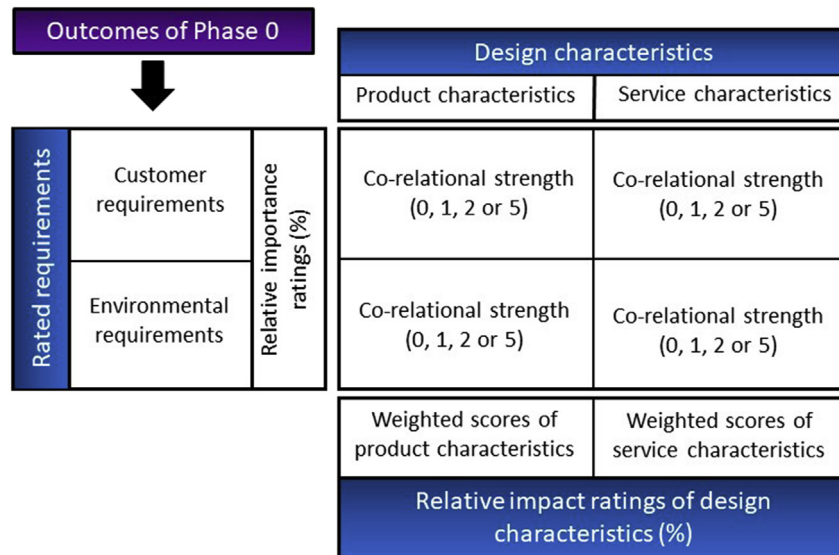 Outcomes of Phase 0
Design characteristics
Product characteristics
Service characteristics
Rated requirements
Customer
requirements
Relative importance
ratings (%)
Co-relational strength
(0, 1, 2 or 5)
Co-relational strength
(0, 1, 2 or 5)
Environmental
requirements
Co-relational strength
(0, 1, 2 or 5)
Co-relational strength
(0, 1, 2 or 5)
Weighted scores of
product characteristics
Weighted scores of
service characteristics
Relative impact ratings of design
characteristics (%)